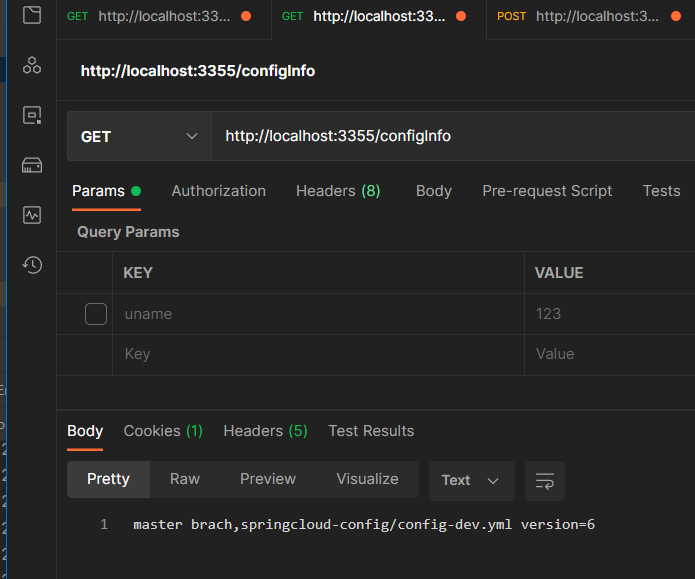 GET http://localhost:33... GET http://localhost:3355... POST http://localhost:3...
http://localhost:3355/configInfo
GET http://localhost:3355/configInfo
Params Authorization Headers (8) Body Pre-request Script Tests
Query Params
KEY VALUE
uname 123
Key Value
Body Cookies (1) Headers (5) Test Results
Pretty Raw Preview Visualize Text
1 master brach,springcloud-config/config-dev.yml version=6